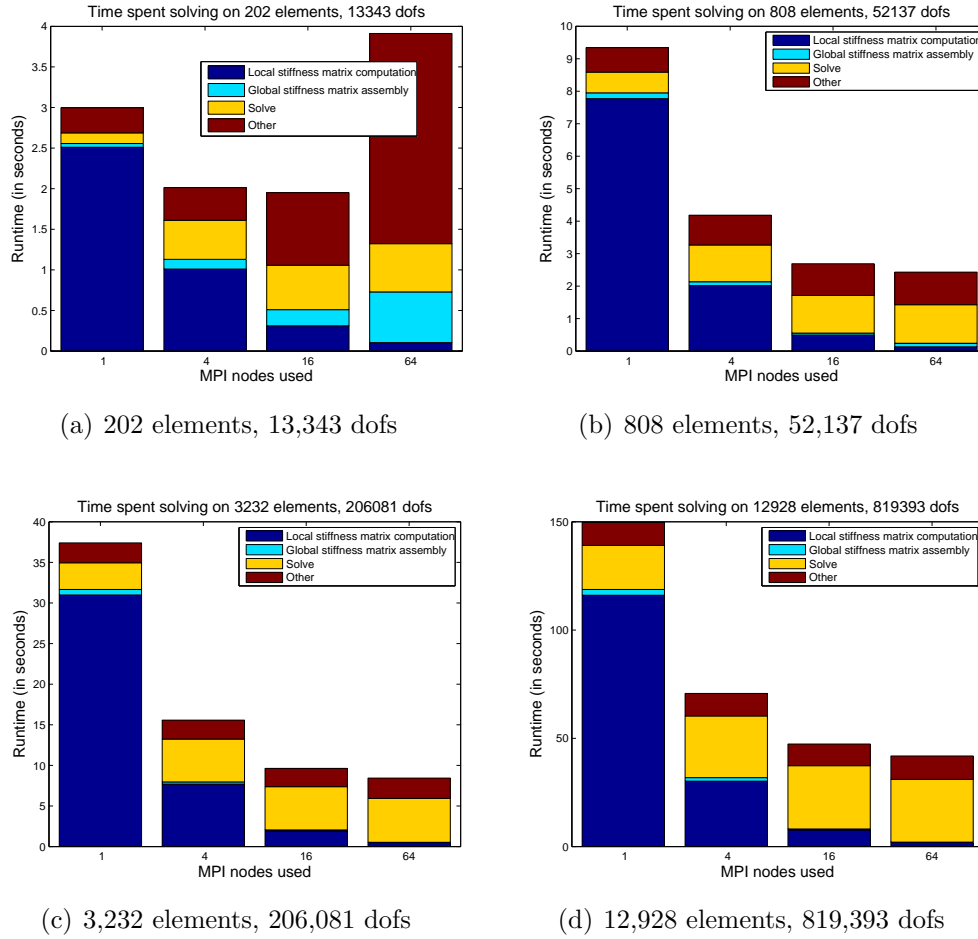 Time spent solving on 202 elements, 13343 dofs
4
3.5
3
2.5
2
1.5
1
0.5
0
Runtime (in seconds)
Local stiffness matrix computation
Global stiffness matrix assembly
Solve
Other
1 4 16 64
MPI nodes used
(a) 202 elements, 13,343 dofs
Time spent solving on 808 elements, 52137 dofs
10
9
8
7
6
5
4
3
2
1
0
Runtime (in seconds)
Local stiffness matrix computation
Global stiffness matrix assembly
Solve
Other
1 4 16 64
MPI nodes used
(b) 808 elements, 52,137 dofs
Time spent solving on 3232 elements, 206081 dofs
40
35
30
25
20
15
10
5
0
Runtime (in seconds)
Local stiffness matrix computation
Global stiffness matrix assembly
Solve
Other
1 4 16 64
MPI nodes used
(c) 3,232 elements, 206,081 dofs
Time spent solving on 12928 elements, 819393 dofs
150
100
50
0
Runtime (in seconds)
Local stiffness matrix computation
Global stiffness matrix assembly
Solve
Other
1 4 16 64
MPI nodes used
(d) 12,928 elements, 819,393 dofs